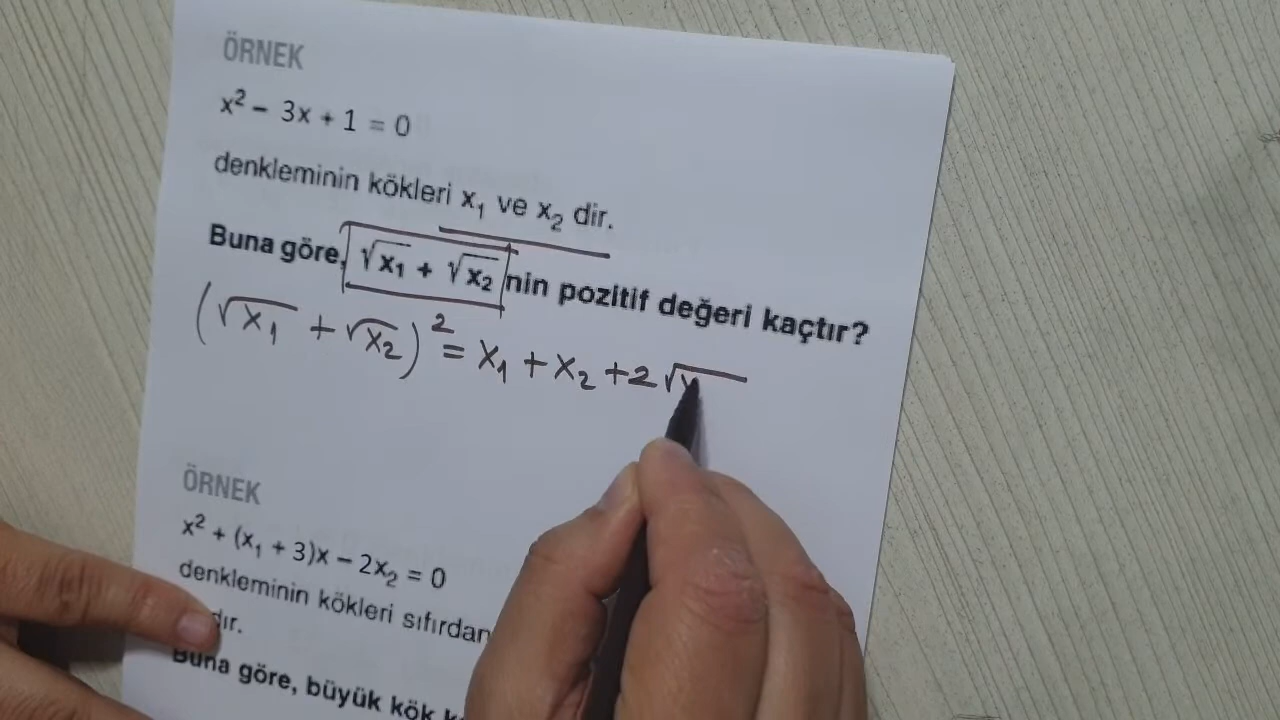 ÖRNEK
x² - 3x + 1 = 0
denkleminin kökleri x₁ ve x₂ dir.
Buna göre, √x₁ + √x₂ nin pozitif değeri kaçtır?
(√x₁ + √x₂)² = x₁ + x₂ + 2√
ÖRNEK
x² + (x₁ + 3)x - 2x₂ = 0
denkleminin kökleri sıfırdan
dır.
Buna göre, büyük kök